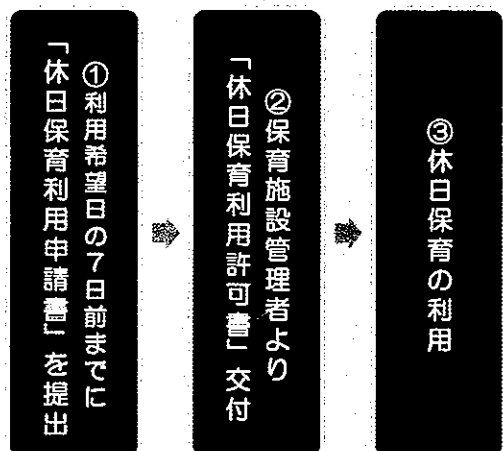 ①利用希望日の7日前までに
「休日保育利用申請書」を提出
②保育施設管理者より
「休日保育利用許可書」交付
③休日保育の利用